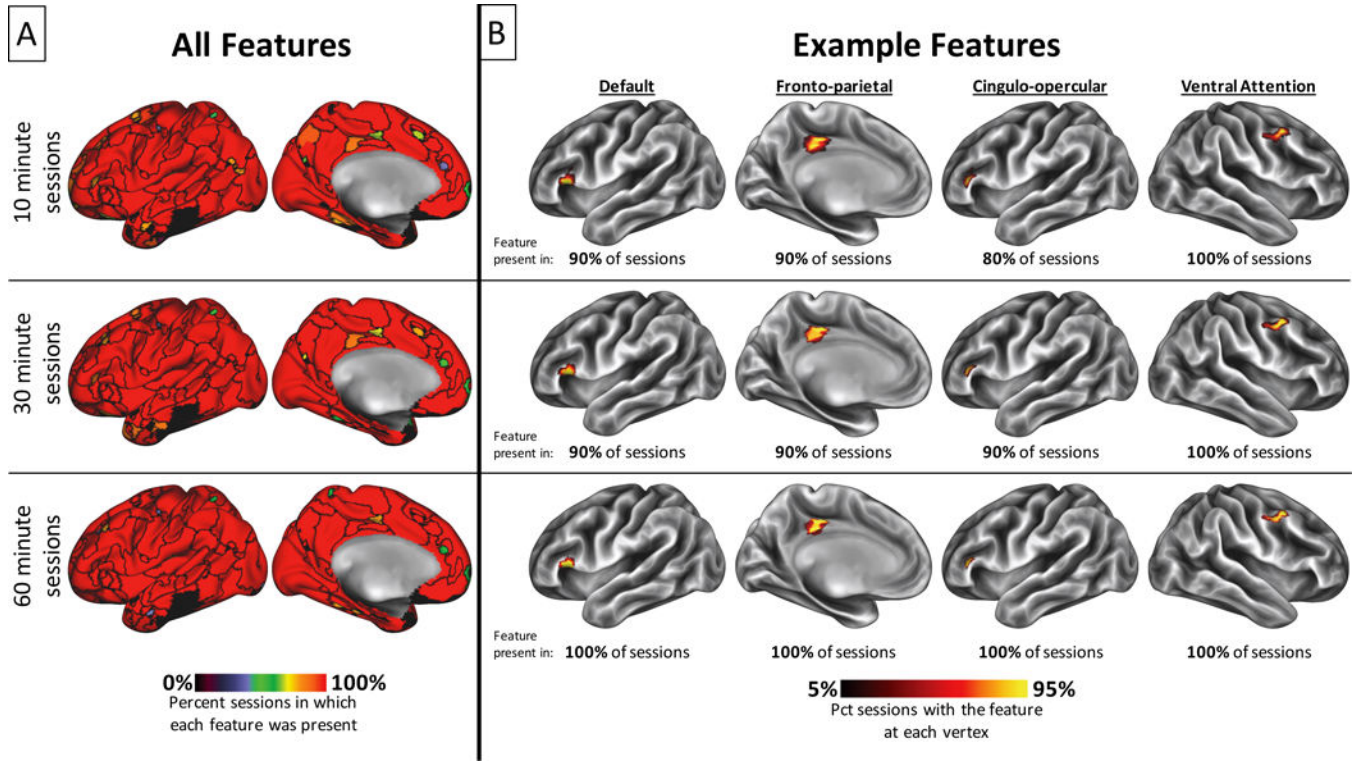 A
All Features
10 minute
sessions
30 minute
sessions
60 minute
sessions
0% 100%
Percent sessions in which
each feature was present
B
Example Features
Default Fronto-parietal Cingulo-opercular Ventral Attention
Feature
present in: 90% of sessions 90% of sessions 80% of sessions 100% of sessions
Feature
present in: 90% of sessions 90% of sessions 90% of sessions 100% of sessions
Feature
present in: 100% of sessions 100% of sessions 100% of sessions 100% of sessions
5% 95%
Pct sessions with the feature
at each vertex